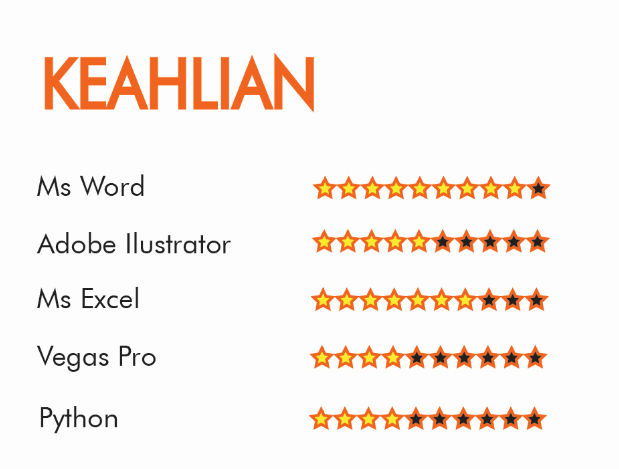 KEAHLIAN
Ms Word
Adobe Ilustrator
Ms Excel
Vegas Pro
Python